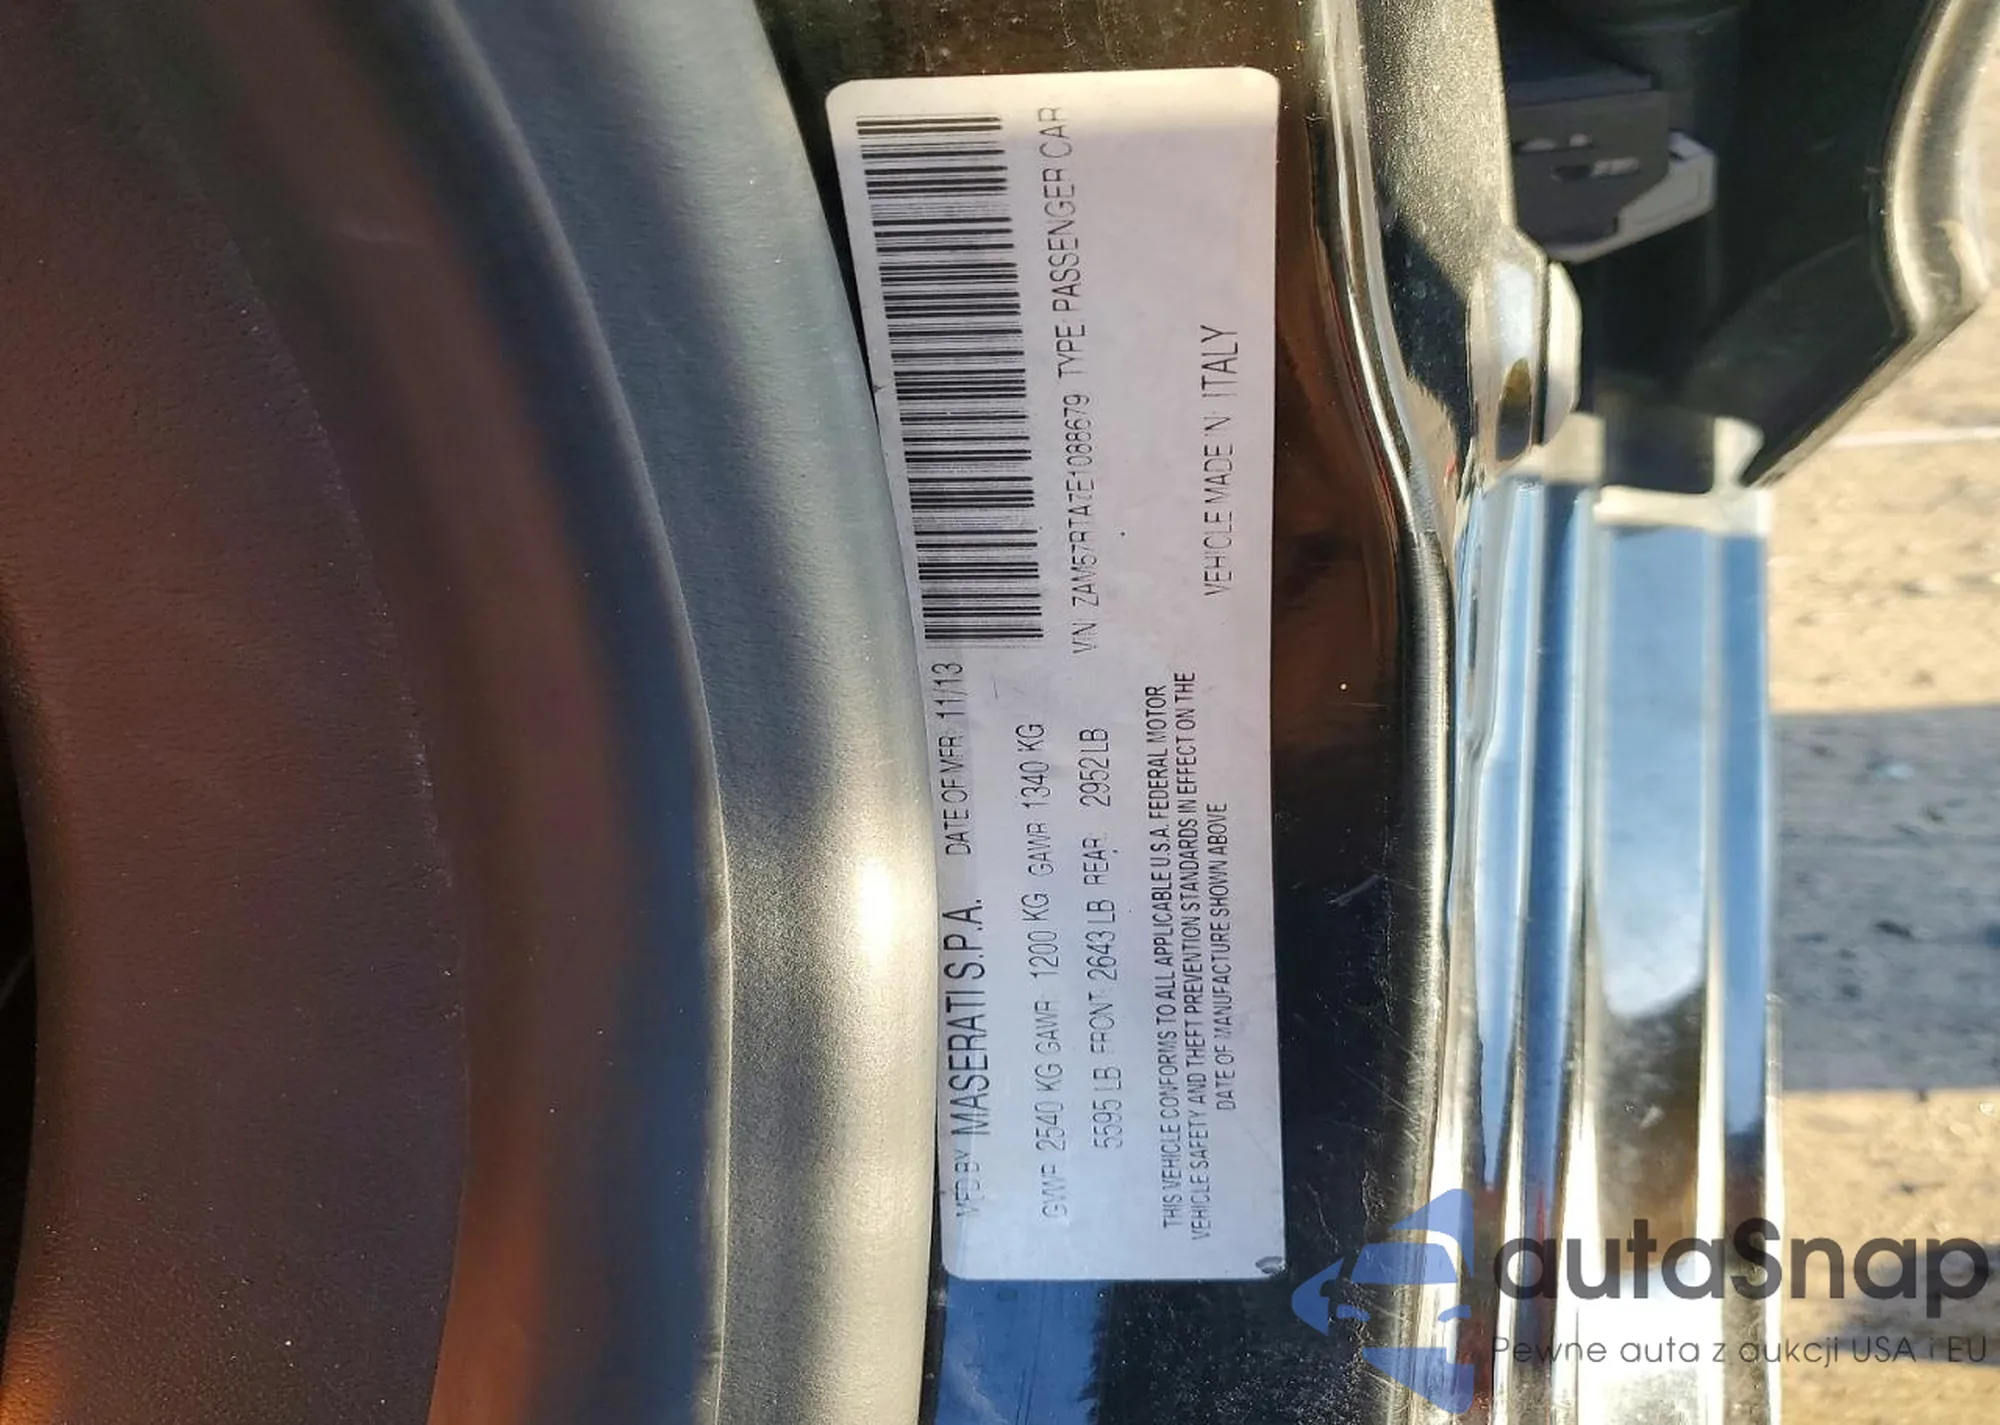 MFD BY MASERATI S.P.A. DATE OF MFR: 11/13
GVWR 2540 KG GAWR: 1200 KG GAWR 1340 KG
5595 LB FRONT: 2643 LB REAR: 2952 LB
VIN: ZAM57RTA7E1088679 TYPE: PASSENGER CAR
THIS VEHICLE CONFORMS TO ALL APPLICABLE U.S.A. FEDERAL MOTOR
VEHICLE SAFETY AND THEFT PREVENTION STANDARDS IN EFFECT ON THE
DATE OF MANUFACTURE SHOWN ABOVE
VEHICLE MADE IN: ITALY
autaSnap
Pewne auta z aukcji USA i EU